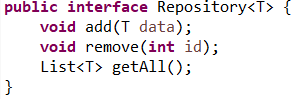 public interface Repository<T> {
    void add(T data);
    void remove(int id);
    List<T> getAll();
}